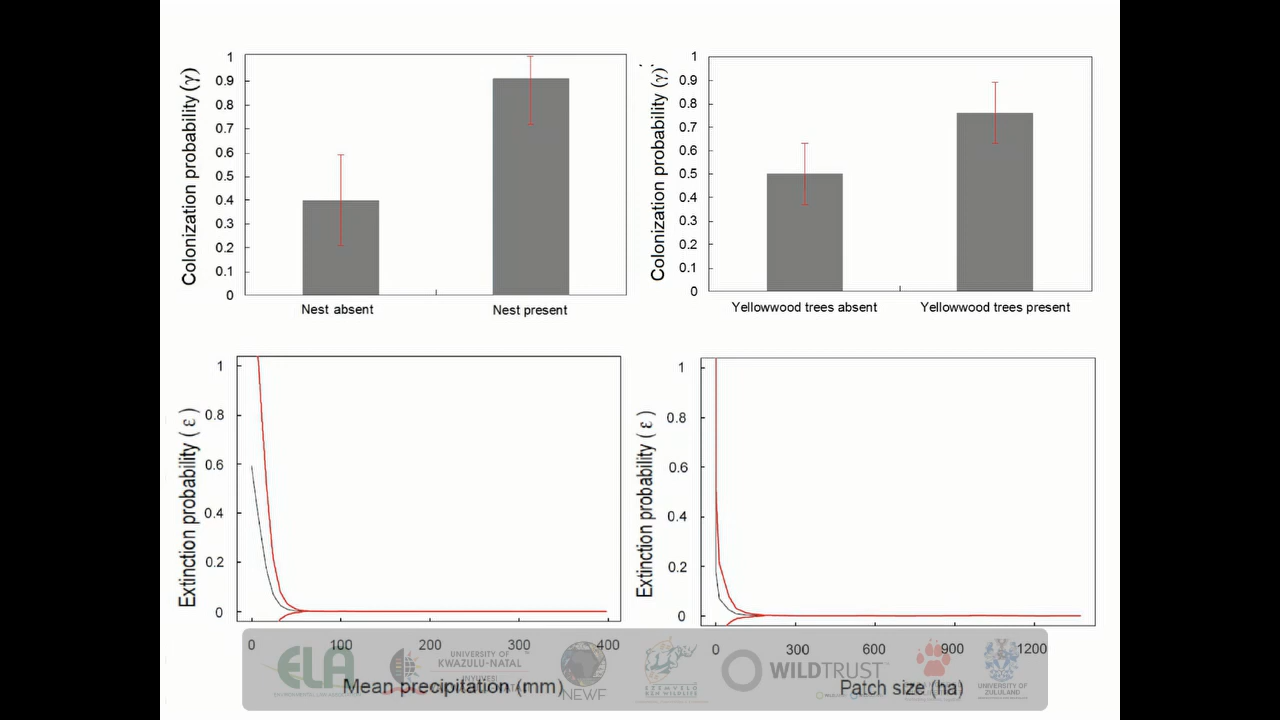 Colonization probability (γ)
1
0.9
0.8
0.7
0.6
0.5
0.4
0.3
0.2
0.1
0
Nest absent
Nest present
Colonization probability (γ)
1
0.9
0.8
0.7
0.6
0.5
0.4
0.3
0.2
0.1
0
Yellowwood trees absent
Yellowwood trees present
Extinction probability ( ε )
1
0.8
0.6
0.4
0.2
0
0 100 200 300 400
Mean precipitation (mm)
Extinction probability ( ε )
1
0.8
0.6
0.4
0.2
0
0 300 600 900 1200
Patch size (ha)
ELA
UNIVERSITY OF
KWAZULU-NATAL
INYUVESI
NEWF
EZEMVELO
KZN WILDLIFE
WILDTRUST
UNIVERSITY OF
ZULULAND